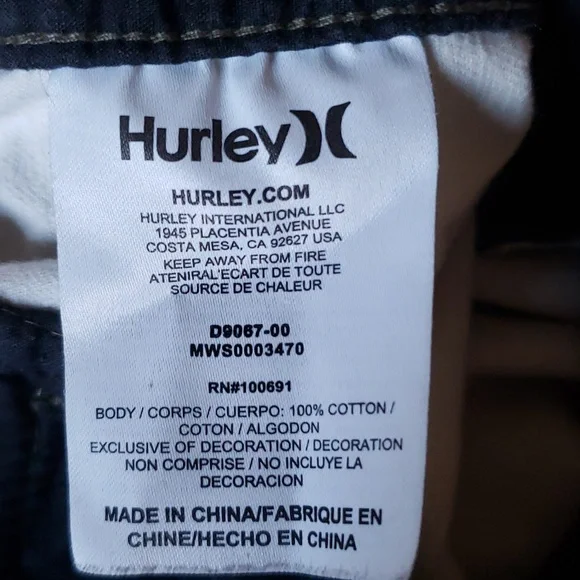 Hurley
HURLEY.COM
HURLEY INTERNATIONAL LLC
1945 PLACENTIA AVENUE
COSTA MESA, CA 92627 USA
KEEP AWAY FROM FIRE
ATENIRAL'ECART DE TOUTE
SOURCE DE CHALEUR
D9067-00
MWS0003470
RN#100691
BODY / CORPS / CUERPO: 100% COTTON /
COTON / ALGODON
EXCLUSIVE OF DECORATION / DECORATION
NON COMPRISE / NO INCLUYE LA
DECORACION
MADE IN CHINA/FABRIQUE EN
CHINE/HECHO EN CHINA